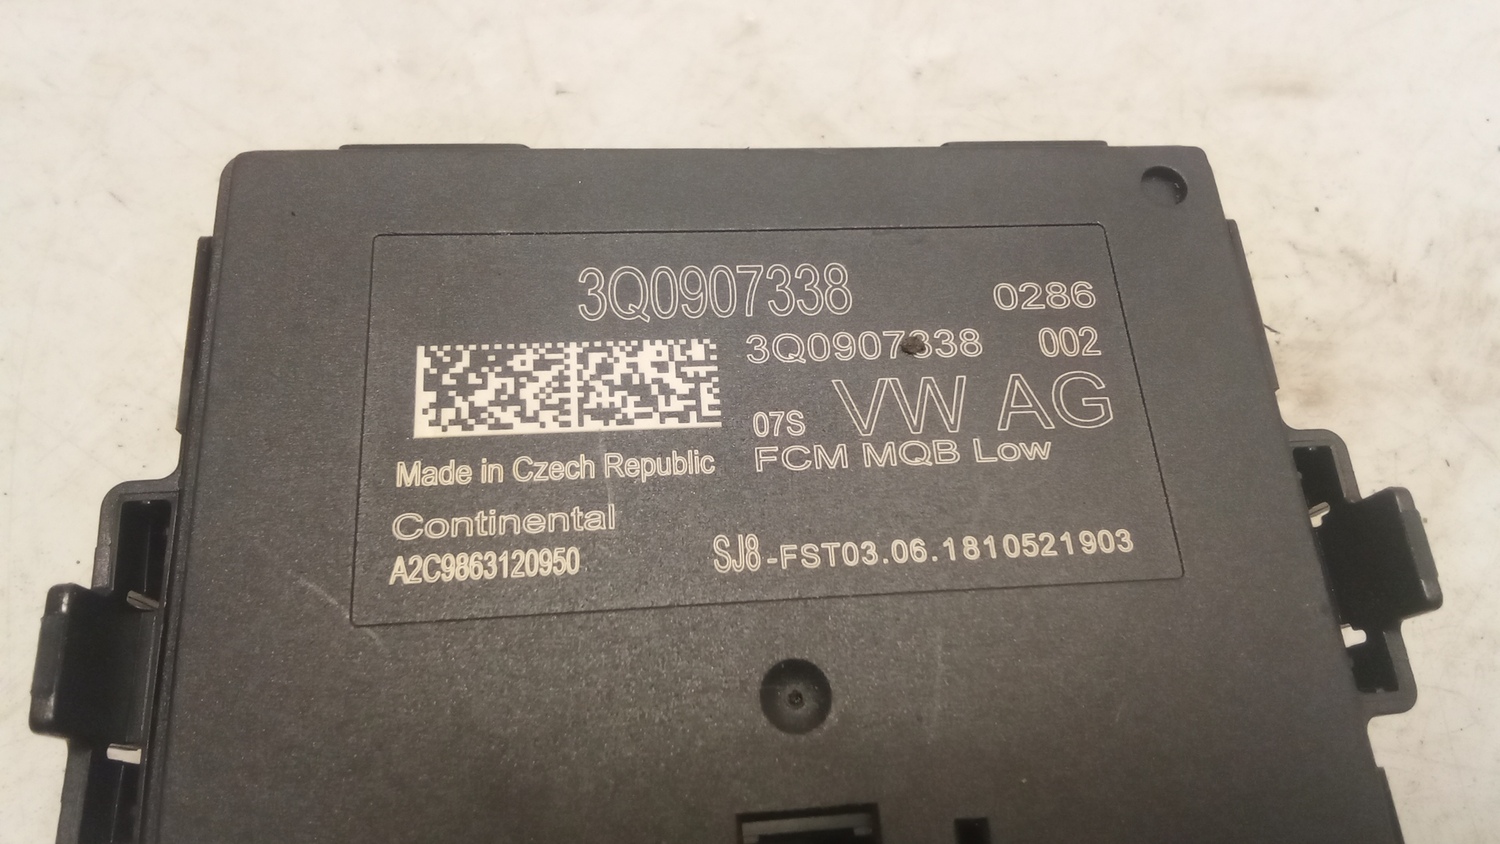 3Q0907338 0286
3Q0907338 002
07S VW AG
FCM MQB Low
Made in Czech Republic
Continental
A2C9863120950 SJ8-FST03.06.1810521903